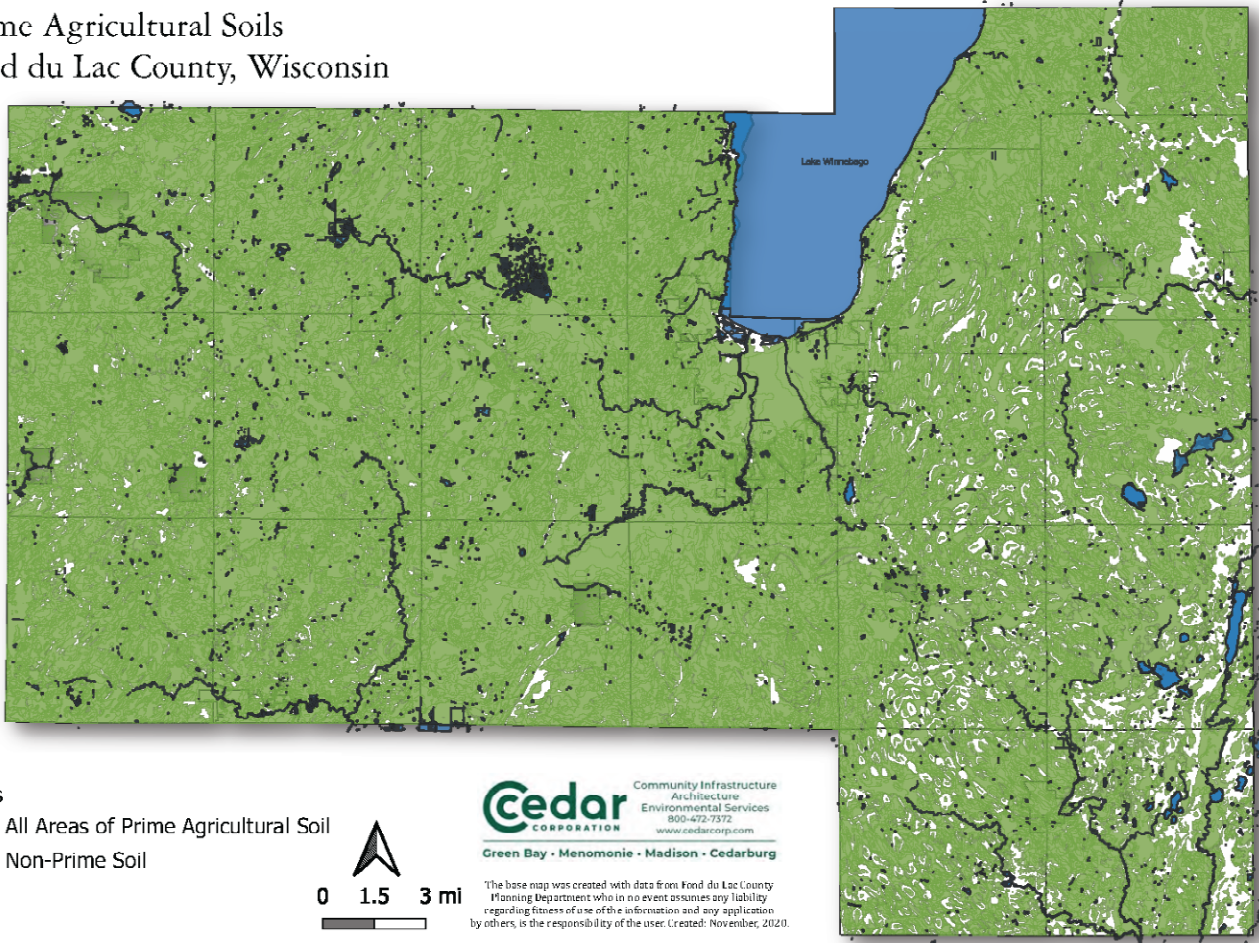 me Agricultural Soils
d du Lac County, Wisconsin
Lake Winnebago
s
All Areas of Prime Agricultural Soil
Non-Prime Soil
0 1.5 3 mi
Cedar
CORPORATION
Community Infrastructure
Architecture
Environmental Services
800-472-7372
www.cedarcorp.com
Green Bay • Menomonie • Madison • Cedarburg
The base map was created with data from Fond du Lac County
Planning Department who in no event assumes any liability
regarding fitness of use of the information and any application
by others, is the responsibility of the user. Created: November, 2020.